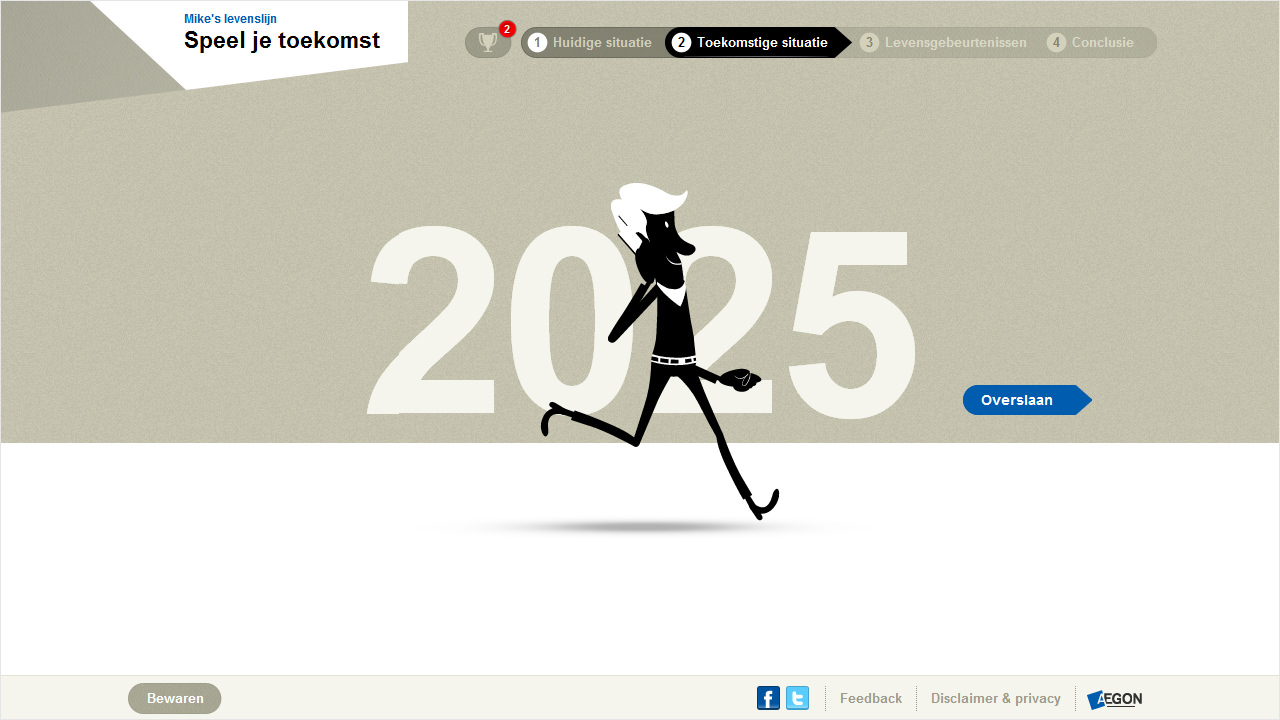 Mike's levenslijn
Speel je toekomst
2
1 Huidige situatie
2 Toekomstige situatie
3 Levensgebeurtenissen
4 Conclusie
2025
Overslaan
Bewaren
f t Feedback Disclaimer & privacy AEGON